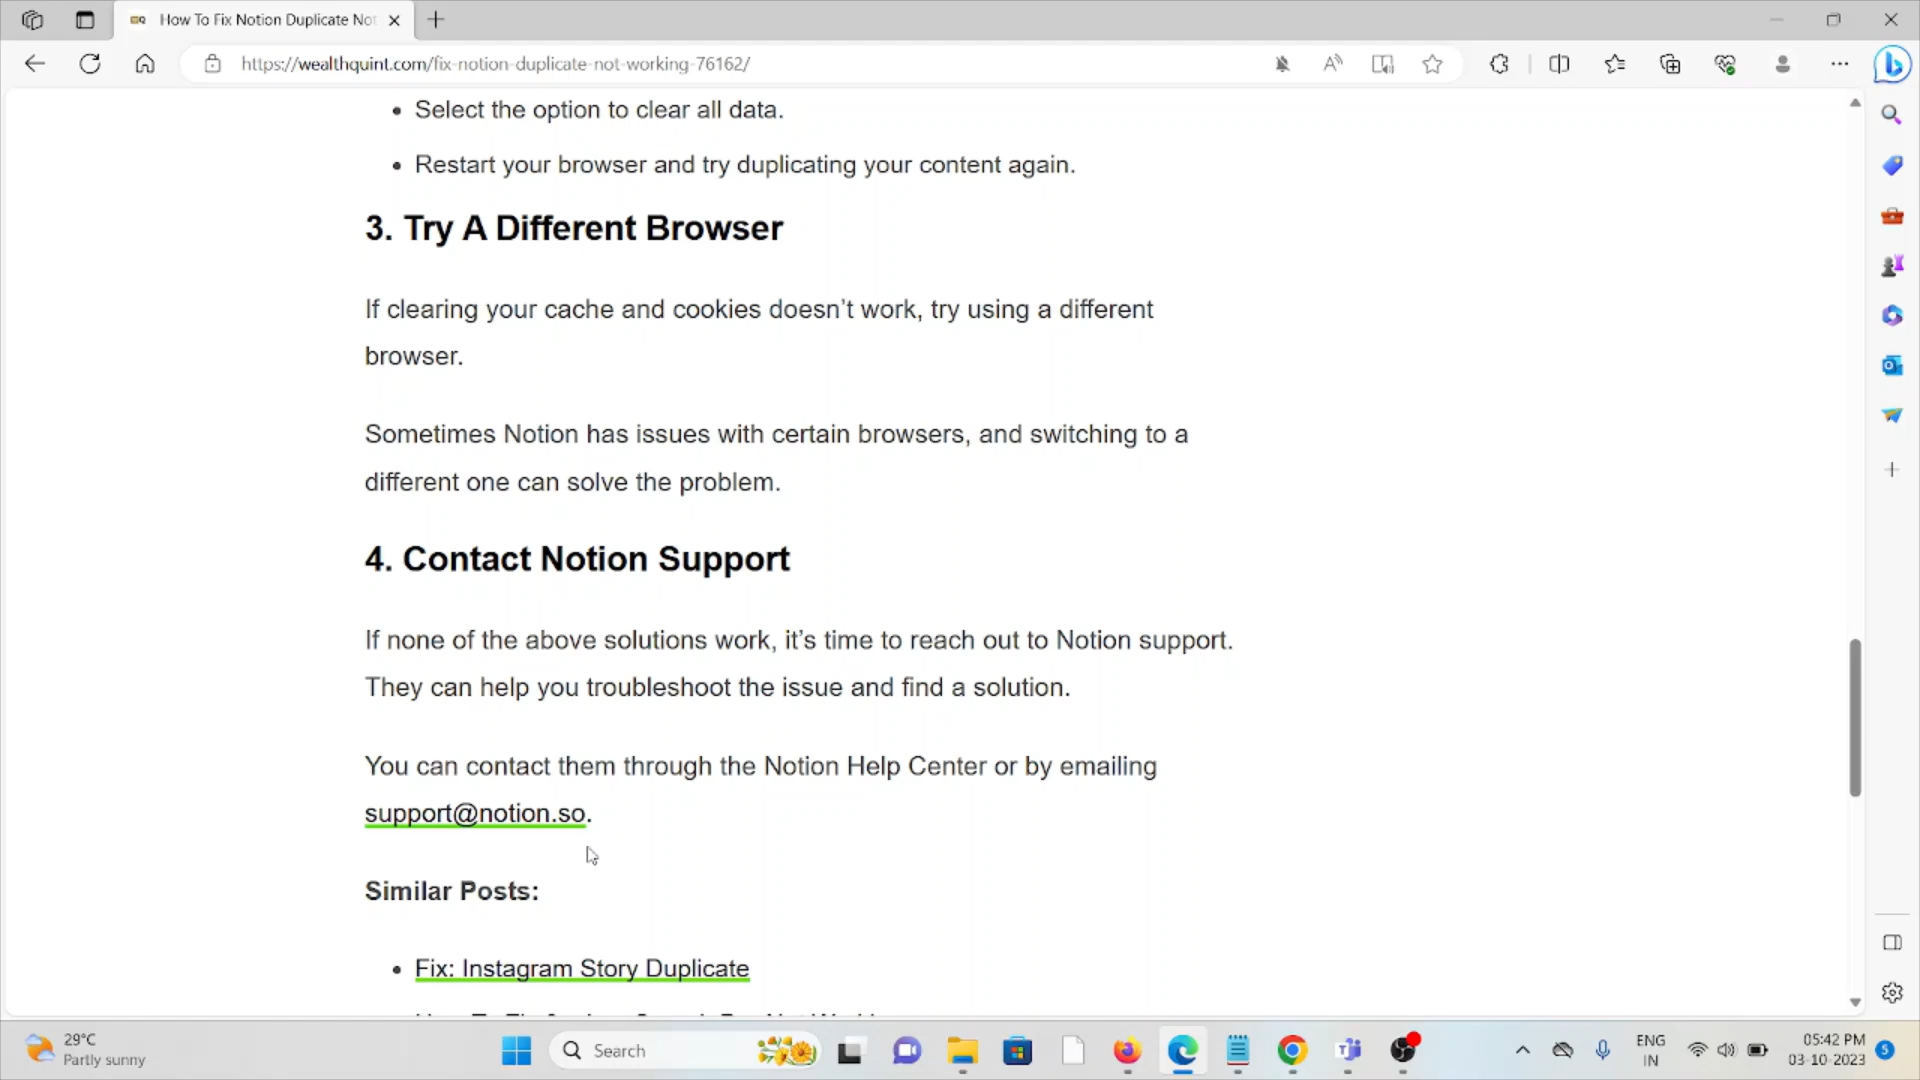 How To Fix Notion Duplicate Not
https://wealthquint.com/fix-notion-duplicate-not-working-76162/
• Select the option to clear all data.
• Restart your browser and try duplicating your content again.
3. Try A Different Browser
If clearing your cache and cookies doesn’t work, try using a different
browser.
Sometimes Notion has issues with certain browsers, and switching to a
different one can solve the problem.
4. Contact Notion Support
If none of the above solutions work, it’s time to reach out to Notion support.
They can help you troubleshoot the issue and find a solution.
You can contact them through the Notion Help Center or by emailing
support@notion.so.
Similar Posts:
• Fix: Instagram Story Duplicate
29°C
Partly sunny
Search
ENG
IN
05:42 PM
03-10-2023
5